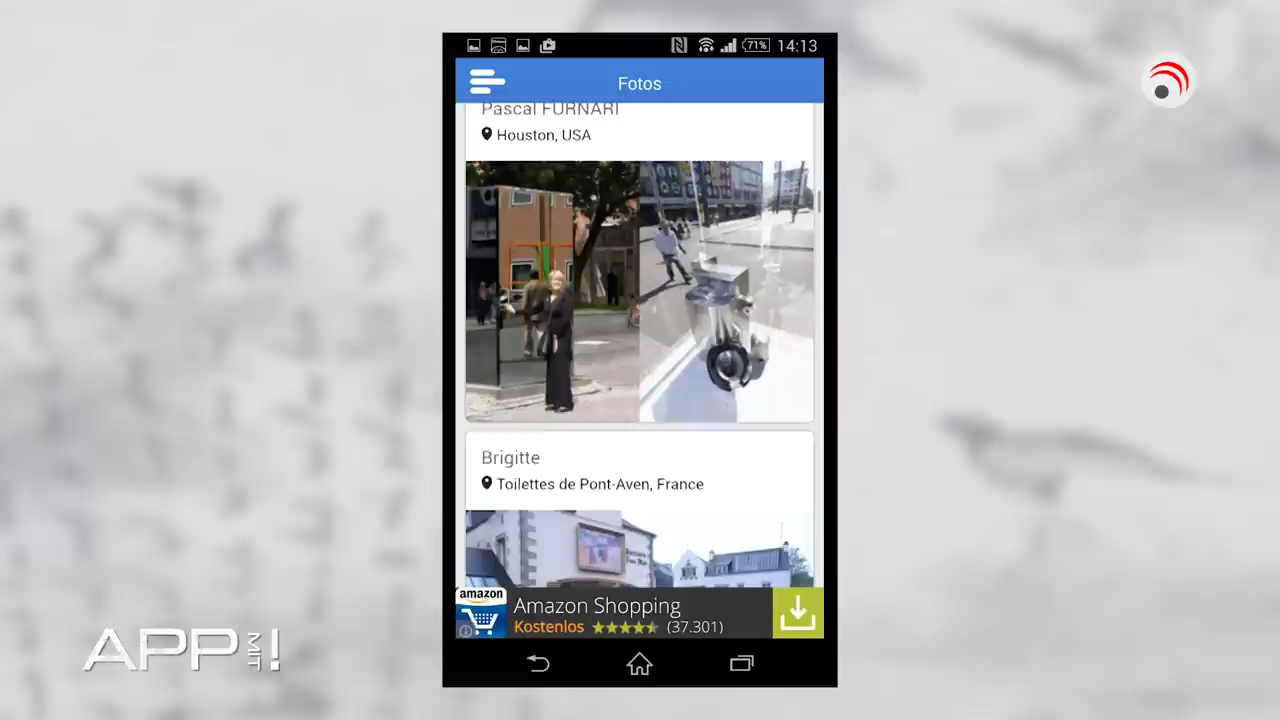 71%
14:13
Fotos
Pascal FURNARI
Houston, USA
Brigitte
Toilettes de Pont-Aven, France
amazon
Amazon Shopping
Kostenlos
(37.301)
APP MIT !